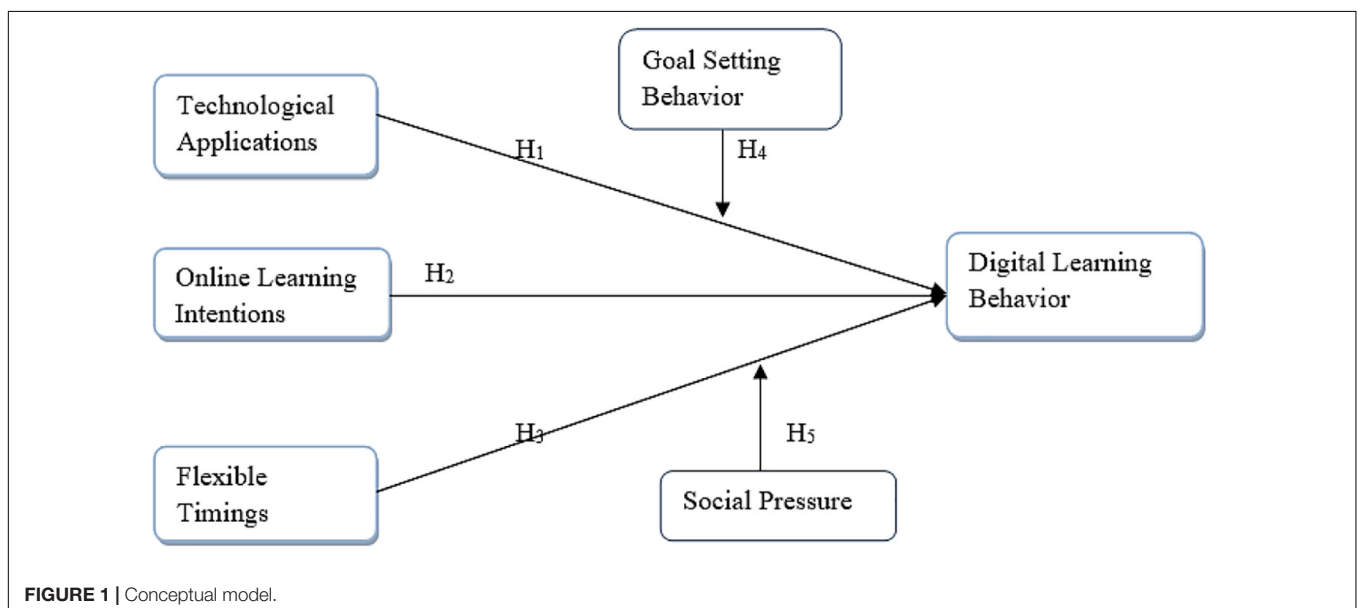 Goal Setting
Behavior
Technological
Applications
H₁
H₄
Online Learning
Intentions
H₂
Digital Learning
Behavior
H₃
H₅
Flexible
Timings
Social Pressure
FIGURE 1 | Conceptual model.